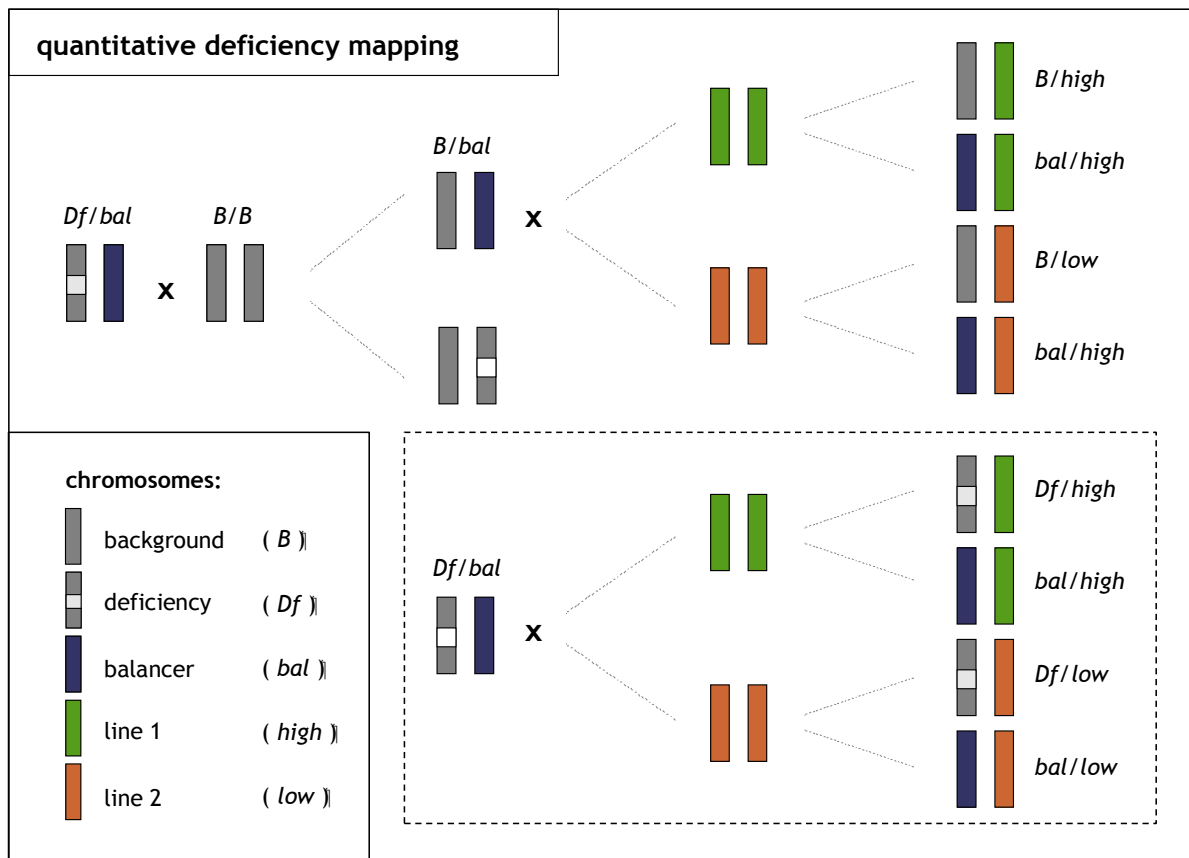 quantitative deficiency mapping
Df/bal
x
B/B
B/bal
x
B/high
bal/high
B/low
bal/high
chromosomes:
background ( B )
deficiency ( Df )
balancer ( bal )
line 1 ( high )
line 2 ( low )
Df/bal
x
Df/high
bal/high
Df/low
bal/low